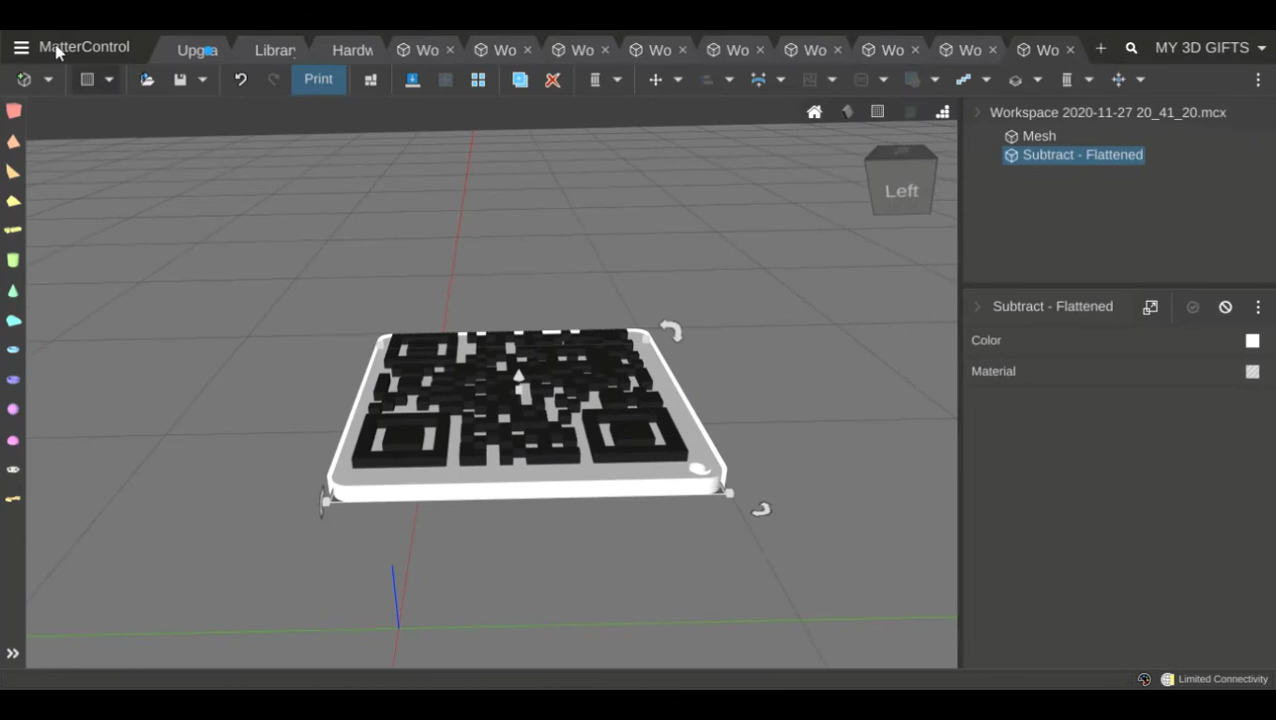 MatterControl
Upgra
Library
Hardw
Wo
Wo
Wo
Wo
Wo
Wo
Wo
Wo
Wo
MY 3D GIFTS
Print
Workspace 2020-11-27 20_41_20.mcx
Mesh
Subtract - Flattened
Left
Subtract - Flattened
Color
Material
Limited Connectivity